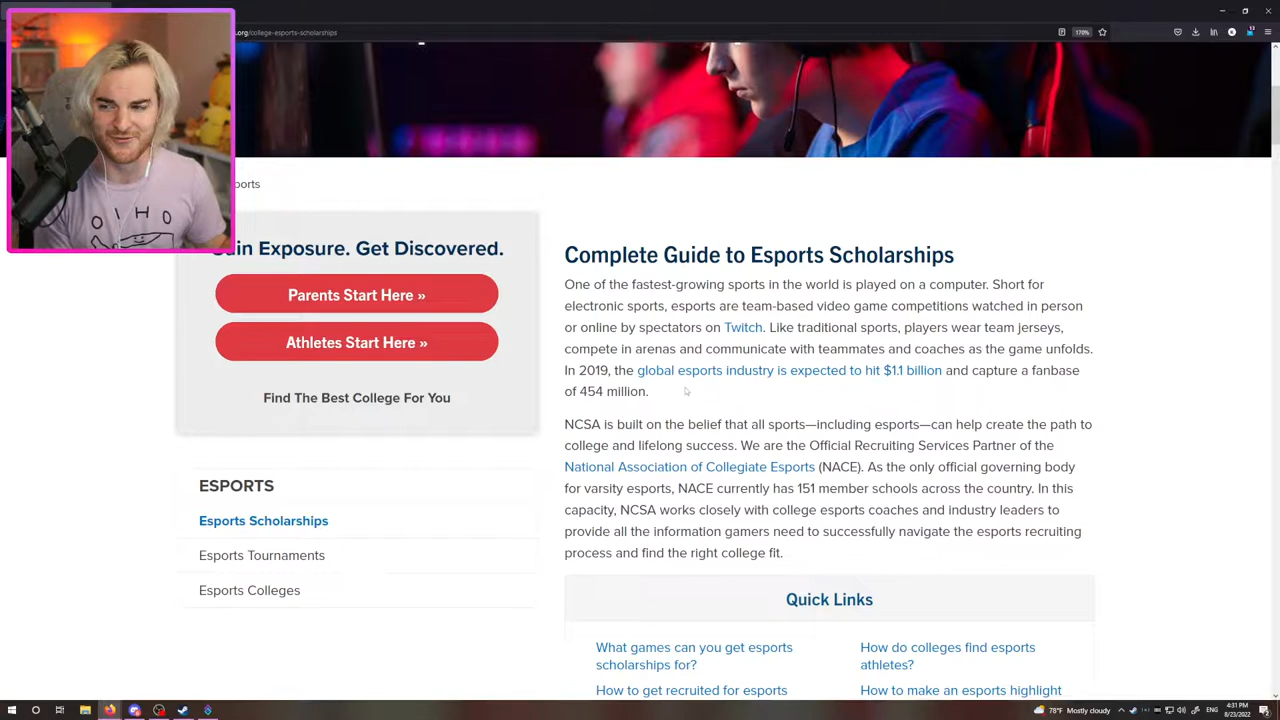 .org/college-esports-scholarships
170%
OIHO
ports
Gain Exposure. Get Discovered.
Parents Start Here »
Athletes Start Here »
Find The Best College For You
ESPORTS
Esports Scholarships
Esports Tournaments
Esports Colleges
Complete Guide to Esports Scholarships
One of the fastest-growing sports in the world is played on a computer. Short for
electronic sports, esports are team-based video game competitions watched in person
or online by spectators on Twitch. Like traditional sports, players wear team jerseys,
compete in arenas and communicate with teammates and coaches as the game unfolds.
In 2019, the global esports industry is expected to hit $1.1 billion and capture a fanbase
of 454 million.
NCSA is built on the belief that all sports—including esports—can help create the path to
college and lifelong success. We are the Official Recruiting Services Partner of the
National Association of Collegiate Esports (NACE). As the only official governing body
for varsity esports, NACE currently has 151 member schools across the country. In this
capacity, NCSA works closely with college esports coaches and industry leaders to
provide all the information gamers need to successfully navigate the esports recruiting
process and find the right college fit.
Quick Links
What games can you get esports
scholarships for?
How to get recruited for esports
How do colleges find esports
athletes?
How to make an esports highlight
78°F Mostly cloudy
4:31 PM
8/23/2022